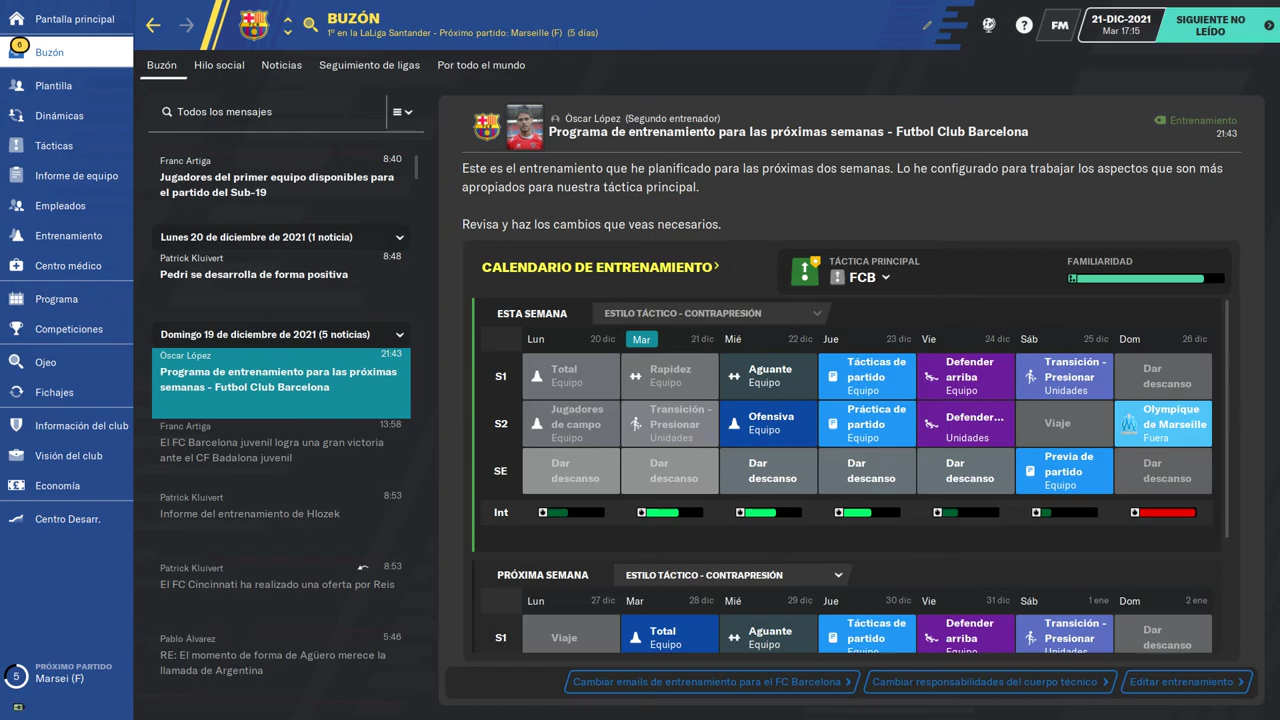 Pantalla principal
6
Buzón
Plantilla
Dinámicas
Tácticas
Informe de equipo
Empleados
Entrenamiento
Centro médico
Programa
Competiciones
Ojeo
Fichajes
Información del club
Visión del club
Economía
Centro Desarr.
5
PRÓXIMO PARTIDO
Marsei (F)
BUZÓN
1º en la LaLiga Santander - Próximo partido: Marseille (F) (5 días)
?
FM
21-DIC-2021
Mar 17:15
SIGUIENTE NO
LEÍDO
Buzón Hilo social Noticias Seguimiento de ligas Por todo el mundo
Todos los mensajes
Franc Artiga 8:40
Jugadores del primer equipo disponibles para
el partido del Sub-19
Lunes 20 de diciembre de 2021 (1 noticia)
Patrick Kluivert 8:48
Pedri se desarrolla de forma positiva
Domingo 19 de diciembre de 2021 (5 noticias)
Òscar López 21:43
Programa de entrenamiento para las próximas
semanas - Futbol Club Barcelona
Franc Artiga 13:58
El FC Barcelona juvenil logra una gran victoria
ante el CF Badalona juvenil
Patrick Kluivert 8:53
Informe del entrenamiento de Hlozek
Patrick Kluivert 8:53
El FC Cincinnati ha realizado una oferta por Reis
Pablo Álvarez 5:46
RE: El momento de forma de Agüero merece la
llamada de Argentina
Òscar López (Segundo entrenador)
Programa de entrenamiento para las próximas semanas - Futbol Club Barcelona
Entrenamiento
21:43
Este es el entrenamiento que he planificado para las próximas dos semanas. Lo he configurado para trabajar los aspectos que son más
apropiados para nuestra táctica principal.
Revisa y haz los cambios que veas necesarios.
CALENDARIO DE ENTRENAMIENTO
TÁCTICA PRINCIPAL
FCB
FAMILIARIDAD
ESTA SEMANA ESTILO TÁCTICO - CONTRAPRESIÓN
Lun 20 dic Mar 21 dic Mié 22 dic Jue 23 dic Vie 24 dic Sáb 25 dic Dom 26 dic
S1
Total
Equipo
Rapidez
Equipo
Aguante
Equipo
Tácticas de
partido
Equipo
Defender
arriba
Equipo
Transición -
Presionar
Unidades
Dar
descanso
S2
Jugadores
de campo
Equipo
Transición -
Presionar
Unidades
Ofensiva
Equipo
Práctica de
partido
Equipo
Defender...
Unidades
Viaje
Olympique
de Marseille
Fuera
SE
Dar
descanso
Dar
descanso
Dar
descanso
Dar
descanso
Dar
descanso
Previa de
partido
Equipo
Dar
descanso
Int
PRÓXIMA SEMANA ESTILO TÁCTICO - CONTRAPRESIÓN
Lun 27 dic Mar 28 dic Mié 29 dic Jue 30 dic Vie 31 dic Sáb 1 ene Dom 2 ene
S1
Viaje
Total
Equipo
Aguante
Equipo
Tácticas de
partido
Equipo
Defender
arriba
Equipo
Transición -
Presionar
Unidades
Dar
descanso
Cambiar emails de entrenamiento para el FC Barcelona
Cambiar responsabilidades del cuerpo técnico
Editar entrenamiento